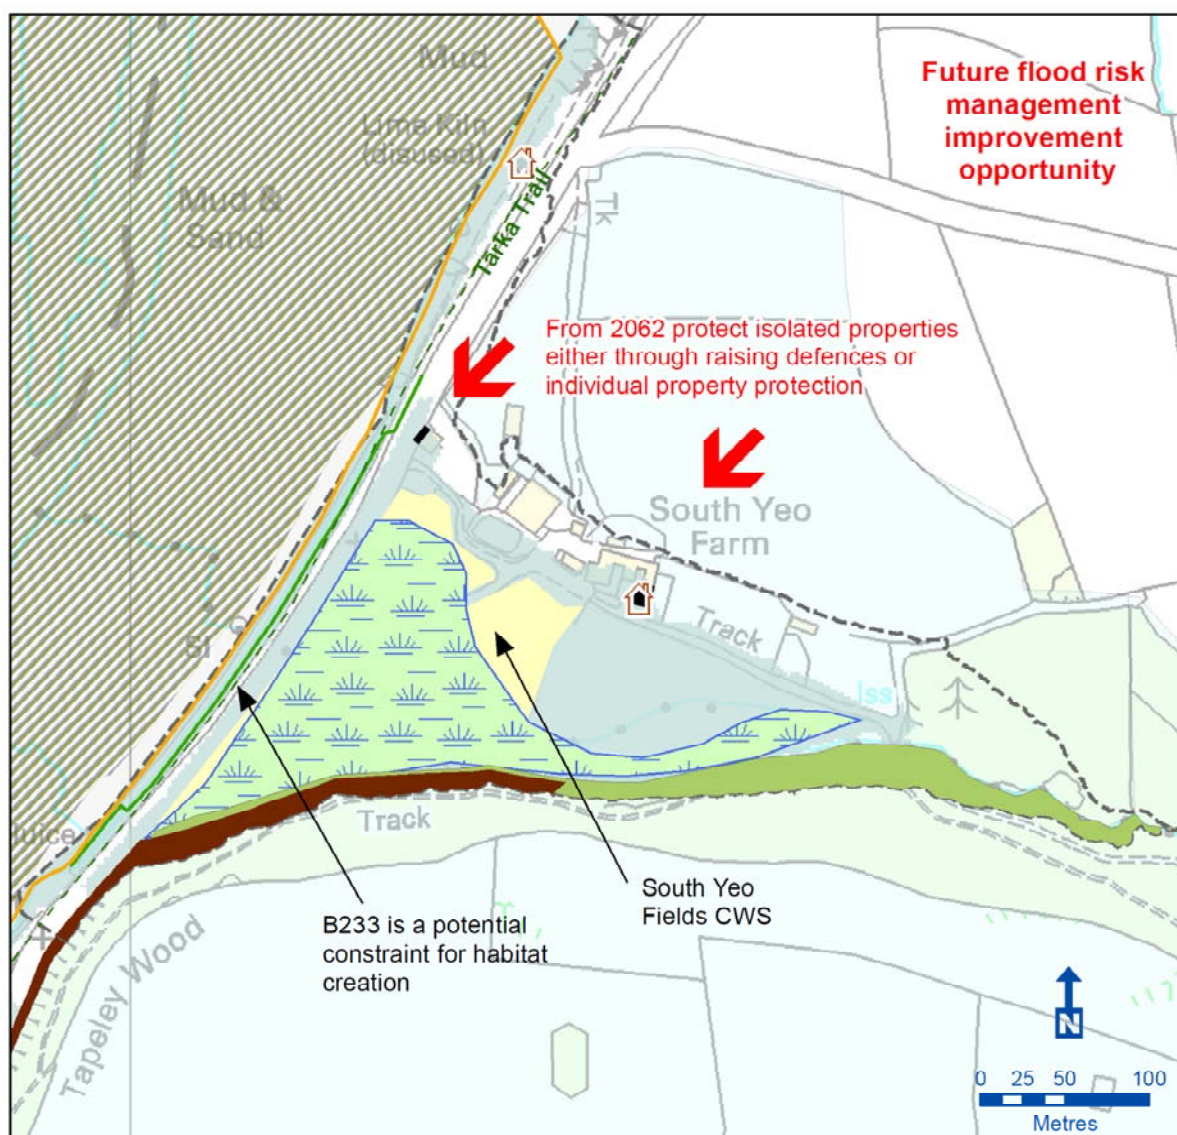 Future flood risk
management
improvement
opportunity
Mud
Lime Kiln
(disused)
Mud &
Sand
Tk
Tarka Trail
From 2062 protect isolated properties
either through raising defences or
individual property protection
South Yeo
Farm
Track
Sl
Iss
Track
South Yeo
Fields CWS
B233 is a potential
constraint for habitat
creation
Tapeley Wood
N
0 25 50 100
Metres